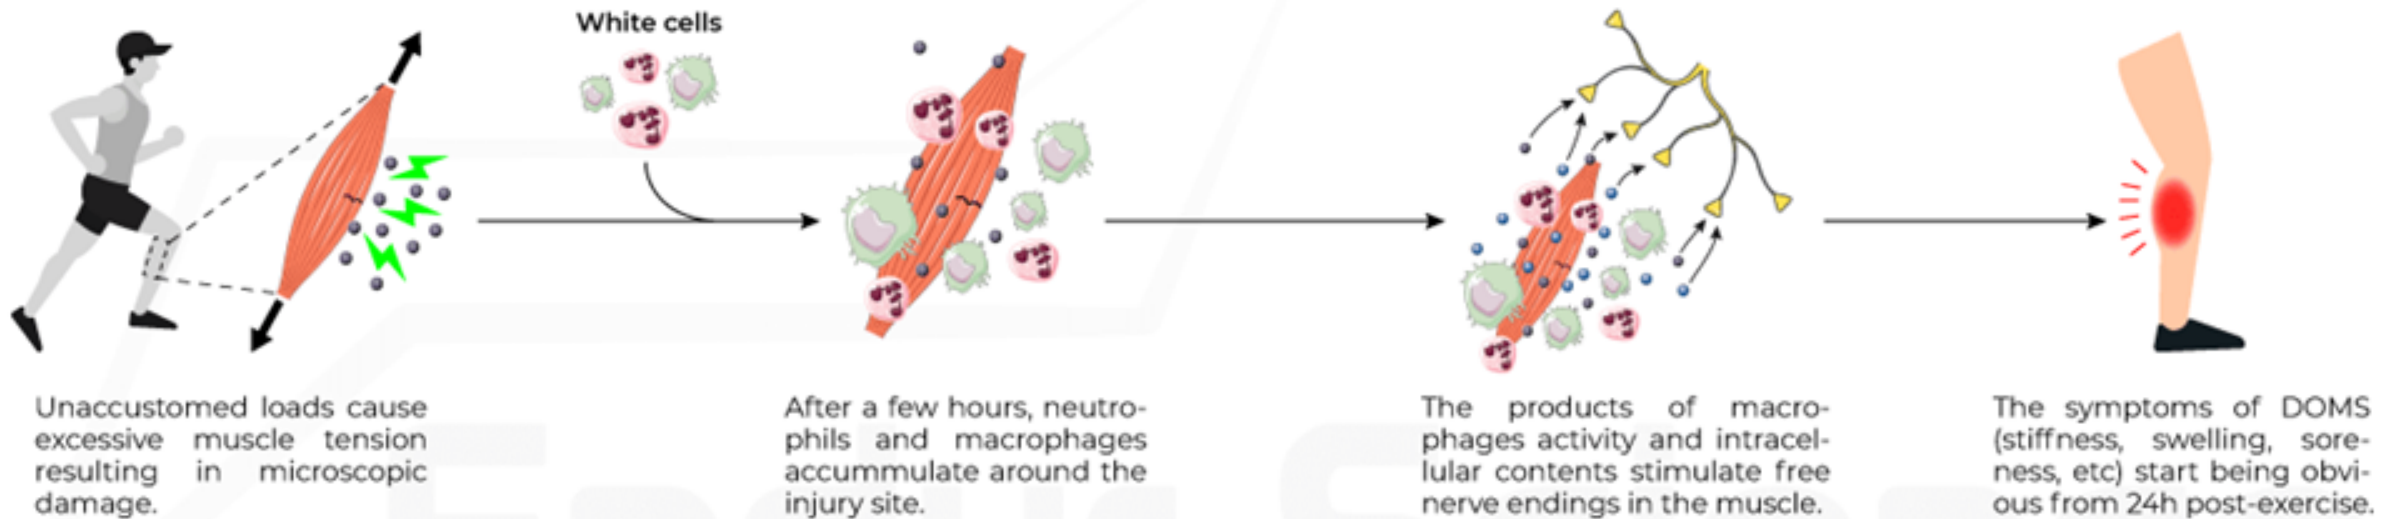 White cells
Unaccustomed loads cause
excessive muscle tension
resulting in microscopic
damage.
After a few hours, neutro-
phils and macrophages
accummulate around the
injury site.
The products of macro-
phages activity and intracel-
lular contents stimulate free
nerve endings in the muscle.
The symptoms of DOMS
(stiffness, swelling, sore-
ness, etc) start being obvi-
ous from 24h post-exercise.